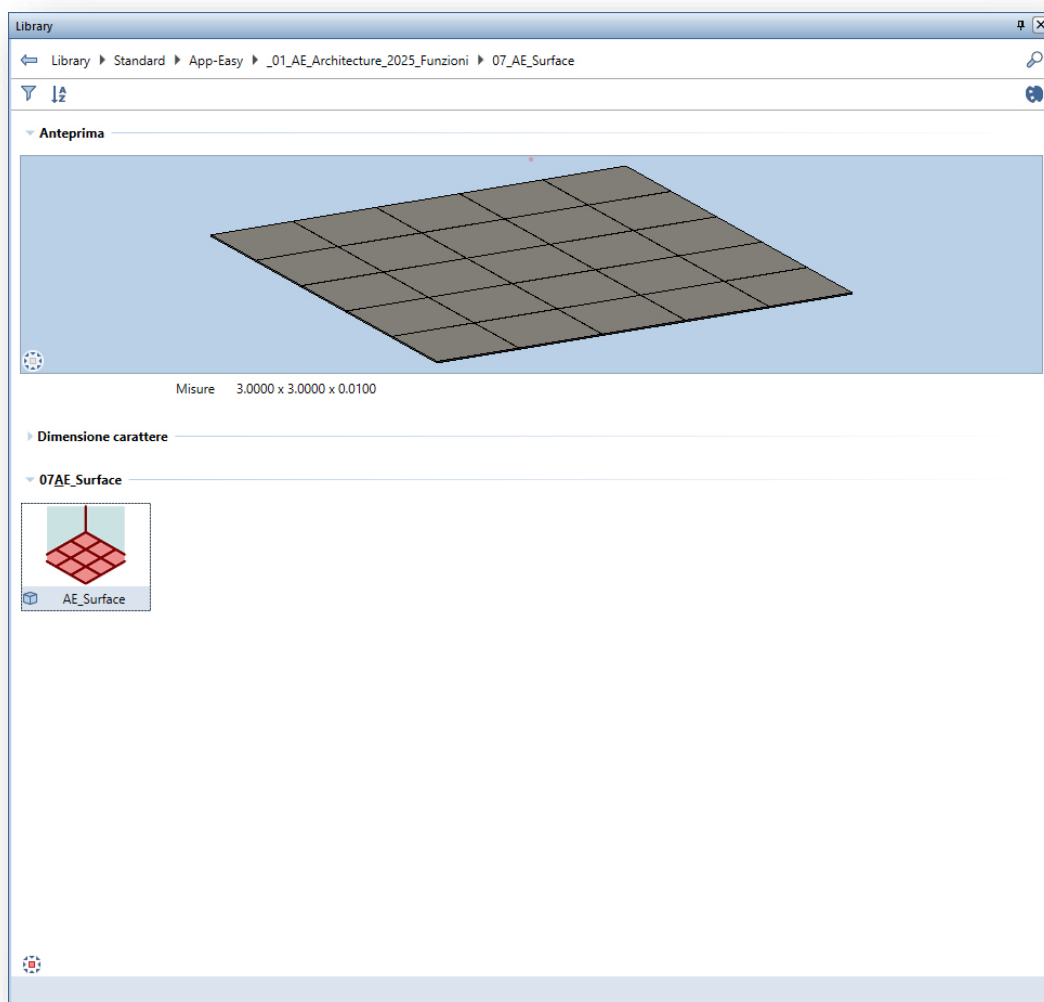 Library
Library Standard App-Easy _01_AE_Architecture_2025_Funzioni 07_AE_Surface
A
Z
Anteprima
Misure 3.0000 x 3.0000 x 0.0100
Dimensione carattere
07AE_Surface
AE_Surface